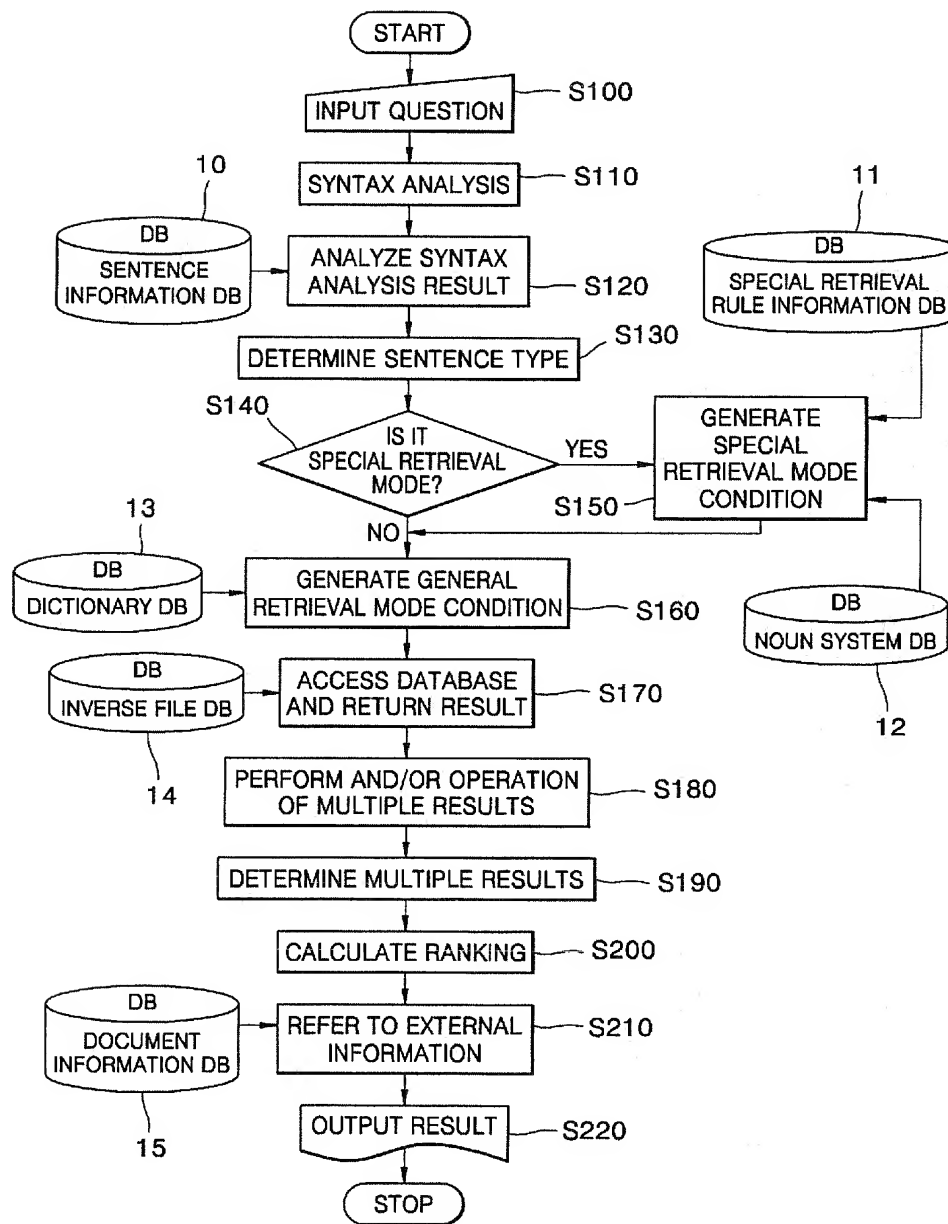 START
INPUT QUESTION
S100
SYNTAX ANALYSIS
S110
10
DB
SENTENCE
INFORMATION DB
ANALYZE SYNTAX
ANALYSIS RESULT
S120
11
DB
SPECIAL RETRIEVAL
RULE INFORMATION DB
DETERMINE SENTENCE TYPE
S130
S140
IS IT
SPECIAL RETRIEVAL
MODE?
YES
NO
GENERATE
SPECIAL
RETRIEVAL MODE
CONDITION
S150
13
DB
DICTIONARY DB
GENERATE GENERAL
RETRIEVAL MODE CONDITION
S160
DB
NOUN SYSTEM DB
12
DB
INVERSE FILE DB
14
ACCESS DATABASE
AND RETURN RESULT
S170
PERFORM AND/OR OPERATION
OF MULTIPLE RESULTS
S180
DETERMINE MULTIPLE RESULTS
S190
CALCULATE RANKING
S200
DB
DOCUMENT
INFORMATION DB
15
REFER TO EXTERNAL
INFORMATION
S210
OUTPUT RESULT
S220
STOP